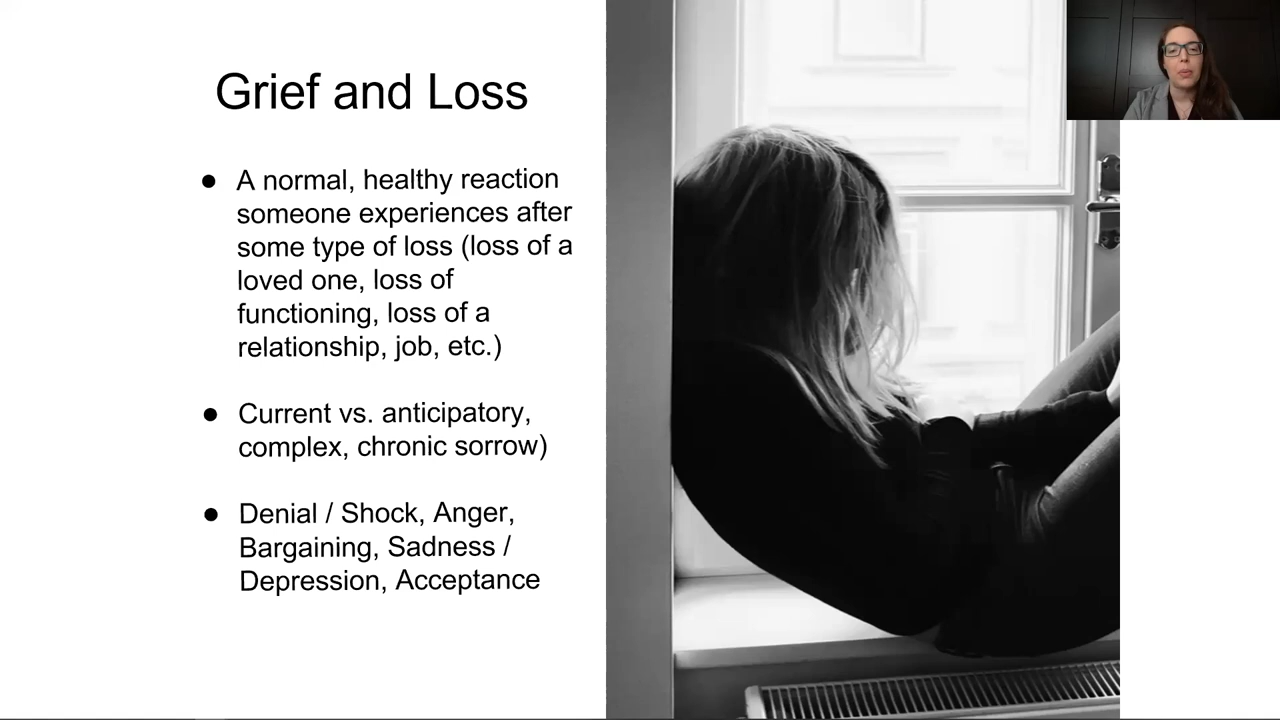 Grief and Loss
● A normal, healthy reaction
someone experiences after
some type of loss (loss of a
loved one, loss of
functioning, loss of a
relationship, job, etc.)
● Current vs. anticipatory,
complex, chronic sorrow)
● Denial / Shock, Anger,
Bargaining, Sadness /
Depression, Acceptance